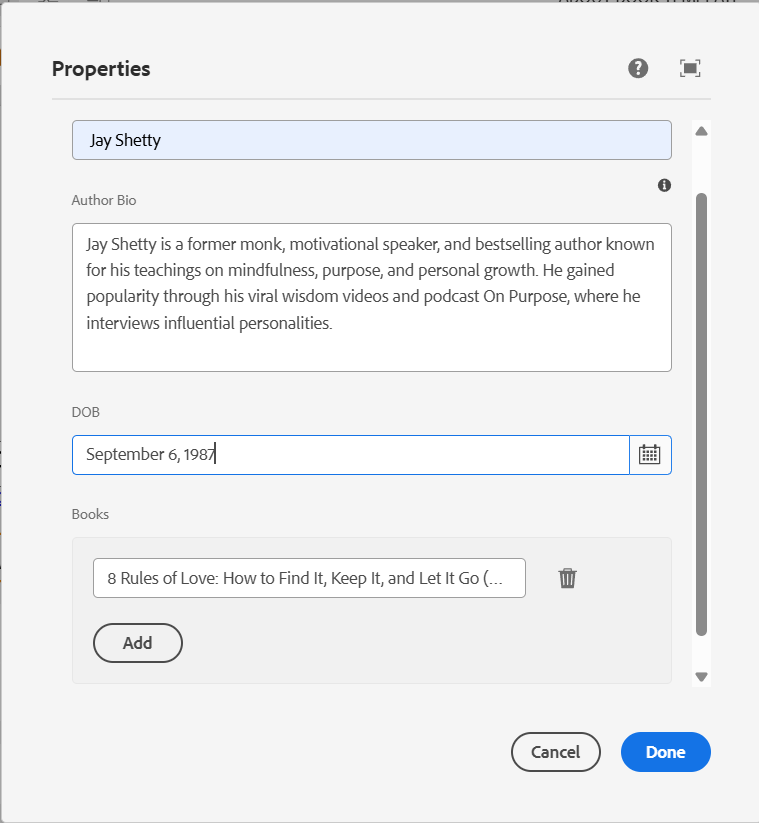 Properties
Jay Shetty
Author Bio
Jay Shetty is a former monk, motivational speaker, and bestselling author known
for his teachings on mindfulness, purpose, and personal growth. He gained
popularity through his viral wisdom videos and podcast On Purpose, where he
interviews influential personalities.
DOB
September 6, 1987
Books
8 Rules of Love: How to Find It, Keep It, and Let It Go (...
Add
Cancel
Done